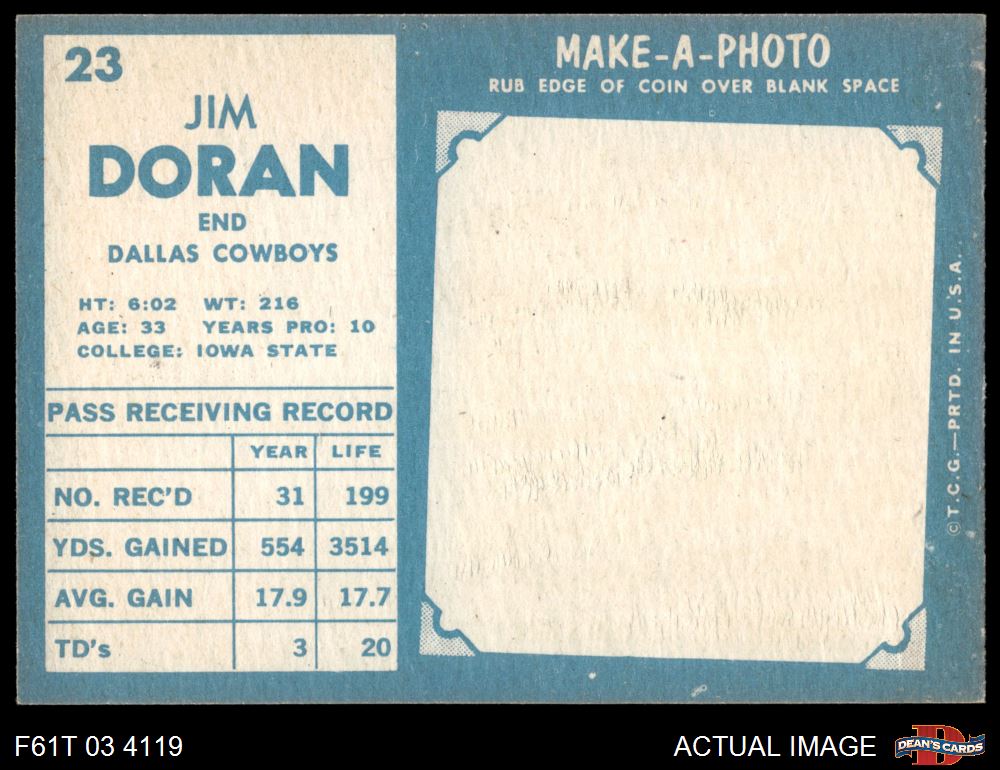 23
JIM
DORAN
END
DALLAS COWBOYS
HT: 6:02 WT: 216
AGE: 33 YEARS PRO: 10
COLLEGE: IOWA STATE
PASS RECEIVING RECORD
YEAR LIFE
NO. REC'D 31 199
YDS. GAINED 554 3514
AVG. GAIN 17.9 17.7
TD's 3 20
MAKE-A-PHOTO
RUB EDGE OF COIN OVER BLANK SPACE
©T.C.G.—PRTD. IN U.S.A.
F61T 03 4119
ACTUAL IMAGE
D
DEAN'S CARDS